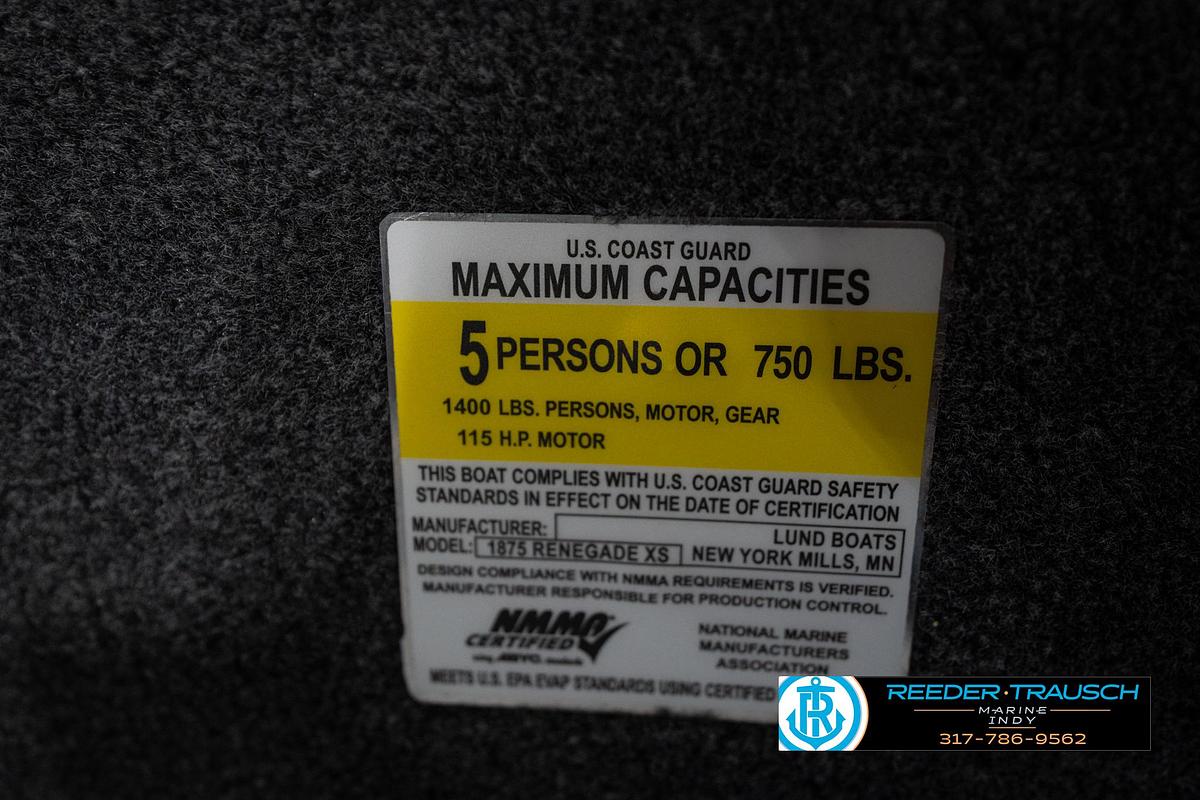 U.S. COAST GUARD
MAXIMUM CAPACITIES
5 PERSONS OR 750 LBS.
1400 LBS. PERSONS, MOTOR, GEAR
115 H.P. MOTOR
THIS BOAT COMPLIES WITH U.S. COAST GUARD SAFETY
STANDARDS IN EFFECT ON THE DATE OF CERTIFICATION
MANUFACTURER: LUND BOATS
MODEL: 1875 RENEGADE XS NEW YORK MILLS, MN
DESIGN COMPLIANCE WITH NMMA REQUIREMENTS IS VERIFIED.
MANUFACTURER RESPONSIBLE FOR PRODUCTION CONTROL.
NMMA
CERTIFIED
using ABYC standards
NATIONAL MARINE
MANUFACTURERS
ASSOCIATION
MEETS U.S. EPA EVAP STANDARDS USING CERTIFIED
R
REEDER·TRAUSCH
MARINE
INDY
317-786-9562